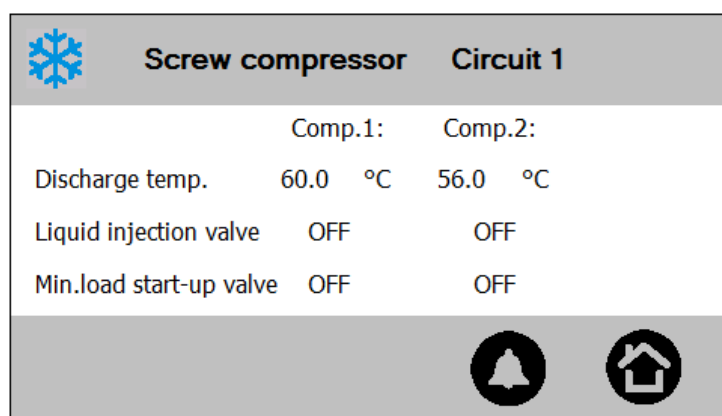 Screw compressor Circuit 1
Comp.1: Comp.2:
Discharge temp. 60.0 °C 56.0 °C
Liquid injection valve OFF OFF
Min.load start-up valve OFF OFF